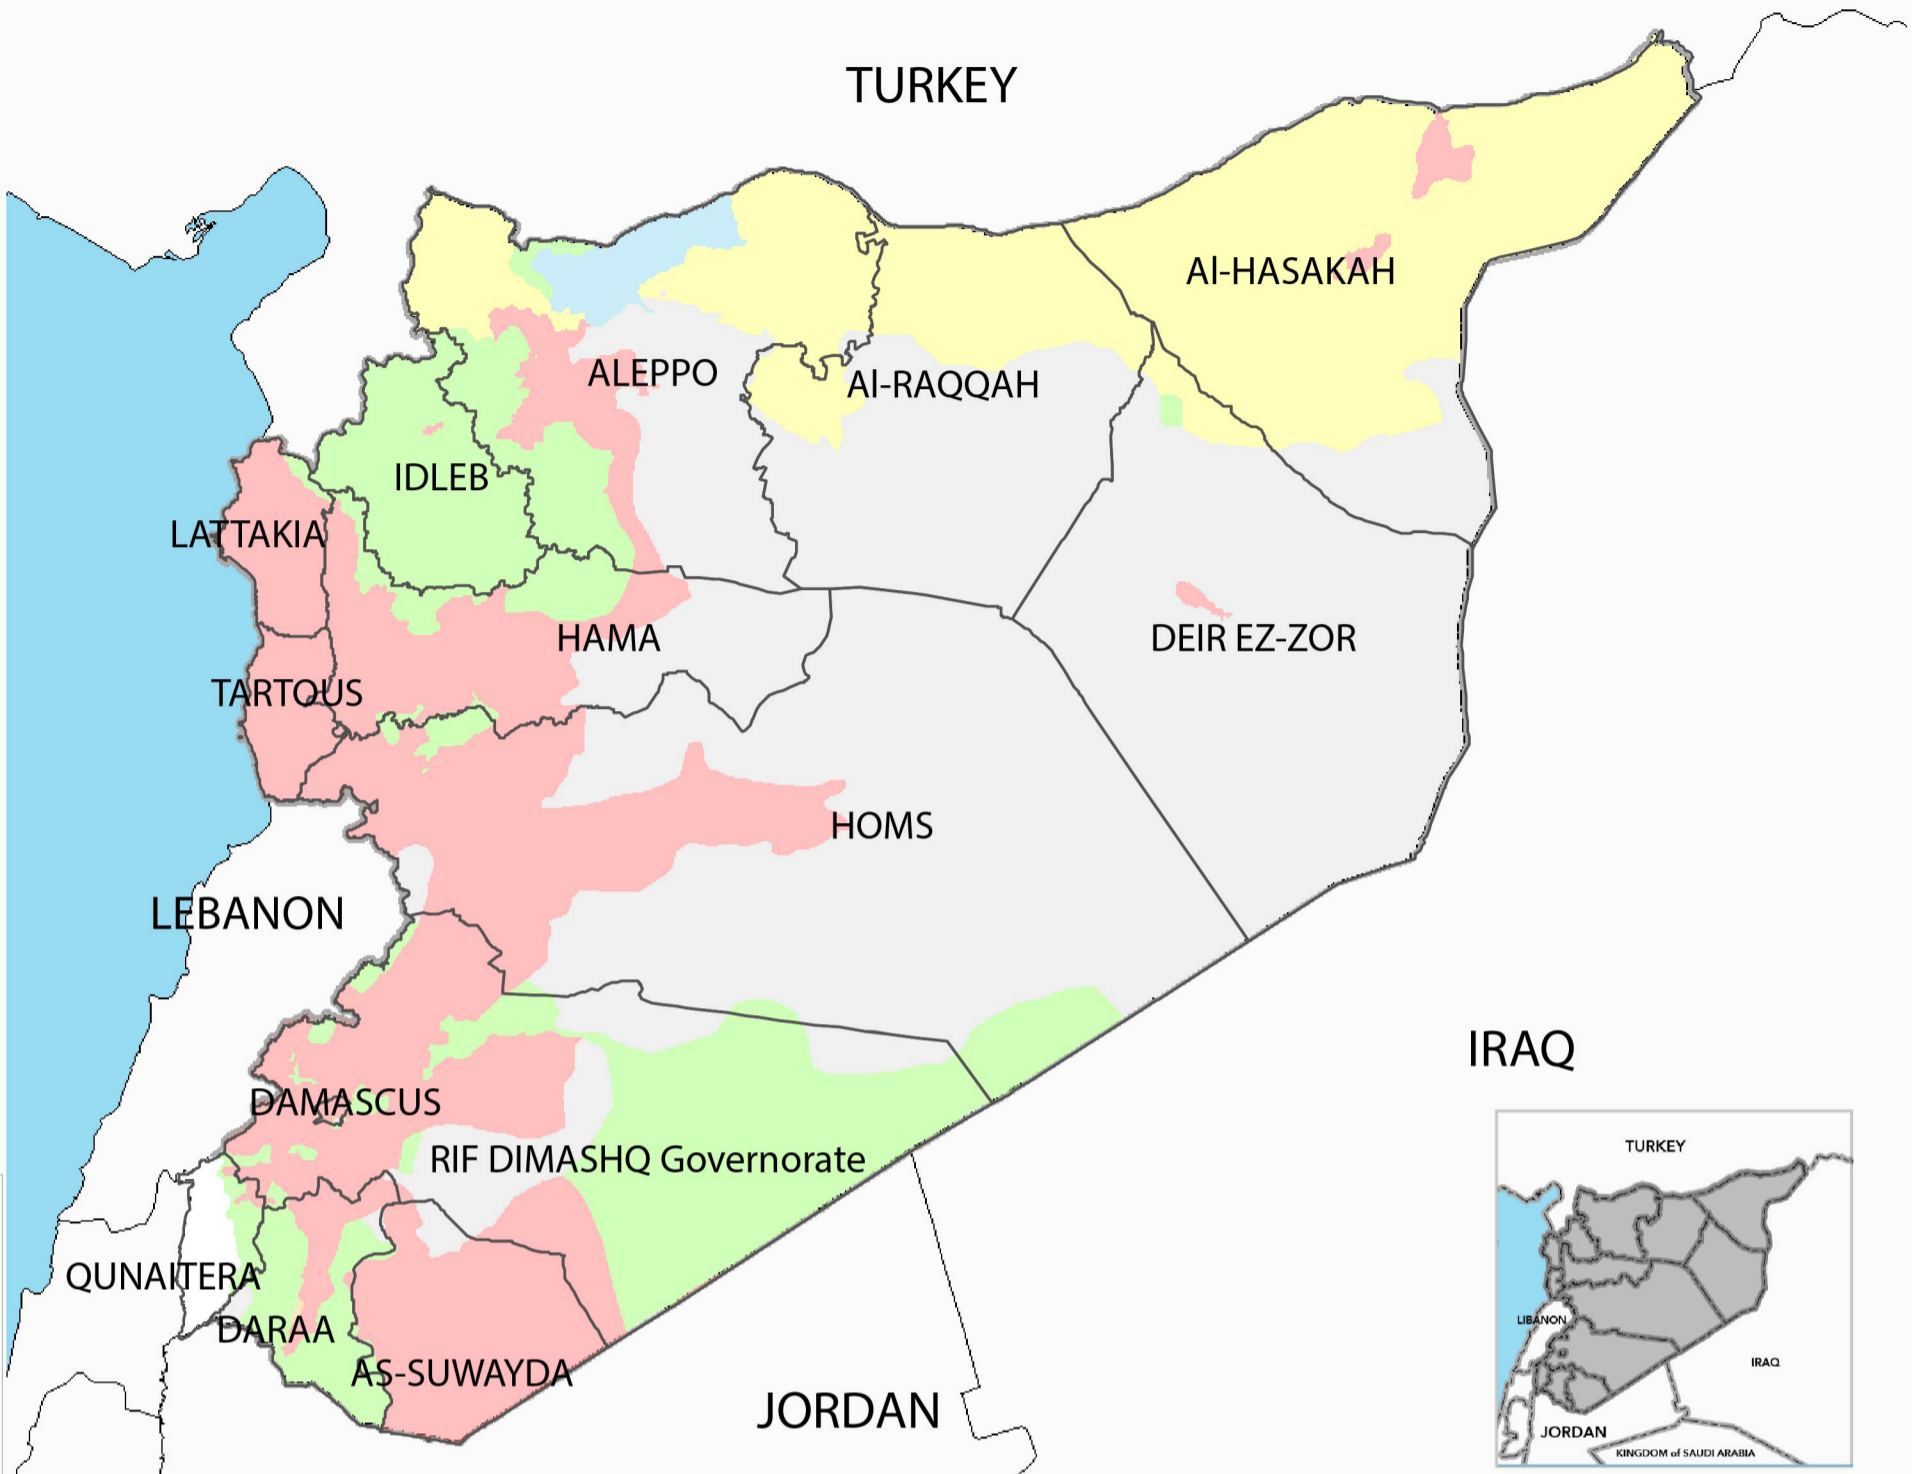 TURKEY
Al-HASAKAH
ALEPPO
Al-RAQQAH
IDLEB
LATTAKIA
HAMA
DEIR EZ-ZOR
TARTOUS
HOMS
LEBANON
IRAQ
DAMASCUS
RIF DIMASHQ Governorate
QUNAITERA
DARAA
AS-SUWAYDA
JORDAN
TURKEY
LIBANON
IRAQ
JORDAN
KINGDOM of SAUDI ARABIA